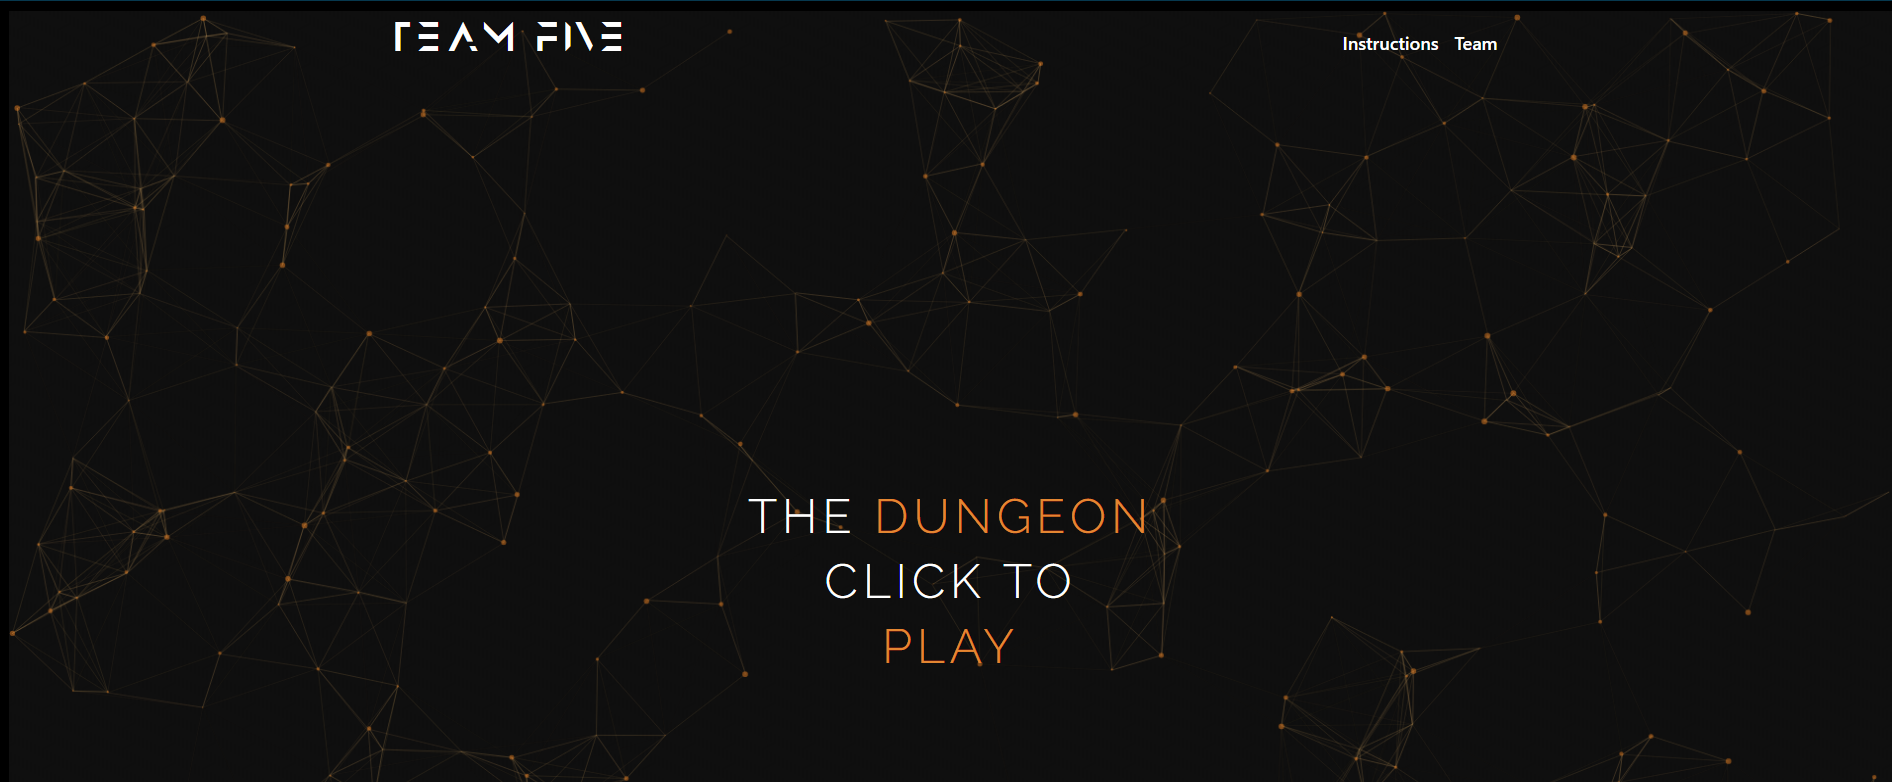 TEAM FIVE
Instructions Team
THE DUNGEON
CLICK TO
PLAY